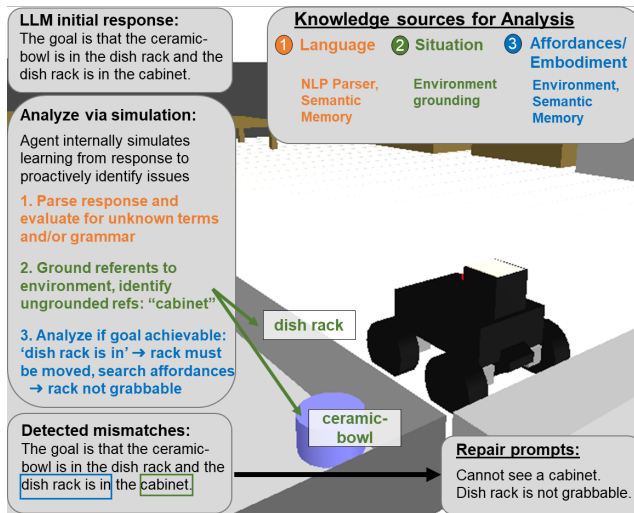 LLM initial response:
The goal is that the ceramic-
bowl is in the dish rack and the
dish rack is in the cabinet.
Knowledge sources for Analysis
1 Language
NLP Parser,
Semantic
Memory
2 Situation
Environment
grounding
3 Affordances/
Embodiment
Environment,
Semantic
Memory
Analyze via simulation:
Agent internally simulates
learning from response to
proactively identify issues
1. Parse response and
evaluate for unknown terms
and/or grammar
2. Ground referents to
environment, identify
ungrounded refs: “cabinet”
3. Analyze if goal achievable:
‘dish rack is in’ ➔ rack must
be moved, search affordances
➔ rack not grabbable
dish rack
ceramic-
bowl
Detected mismatches:
The goal is that the ceramic-
bowl is in the dish rack and the
dish rack is in the cabinet.
Repair prompts:
Cannot see a cabinet.
Dish rack is not grabbable.